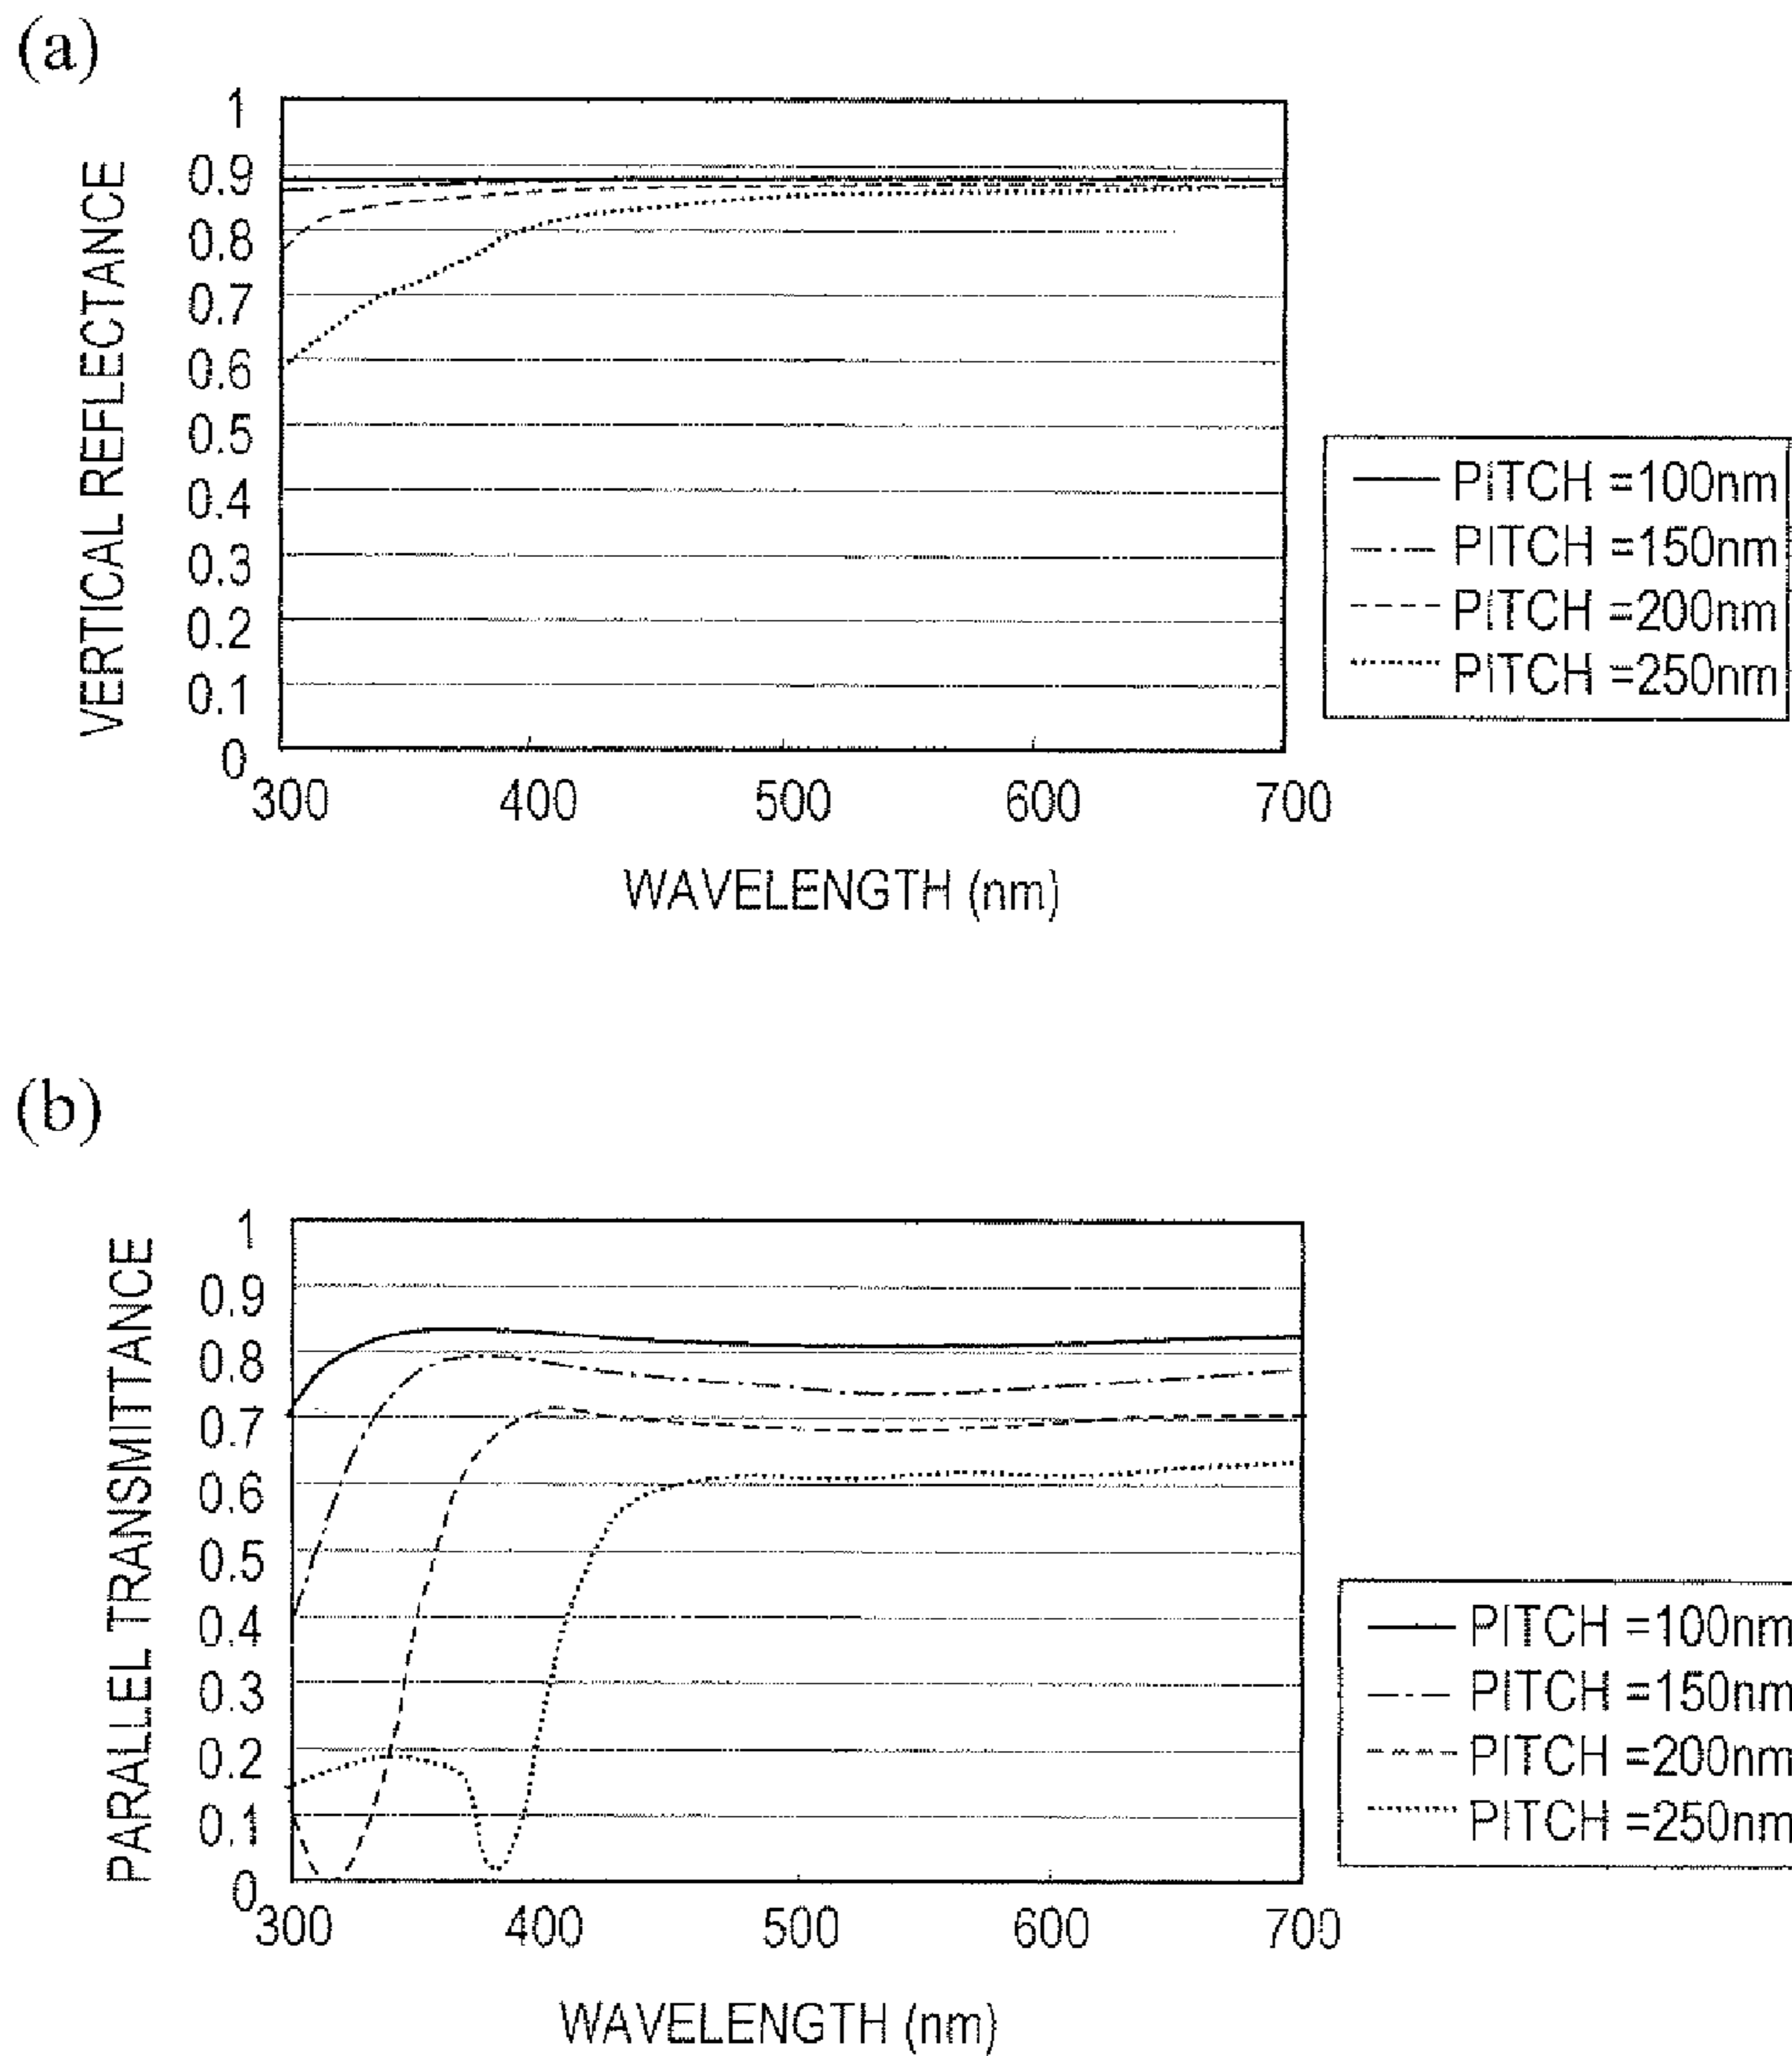 (a)
VERTICAL REFLECTANCE
1
0.9
0.8
0.7
0.6
0.5
0.4
0.3
0.2
0.1
0
300 400 500 600 700
WAVELENGTH (nm)
PITCH =100nm
PITCH =150nm
PITCH =200nm
PITCH =250nm
(b)
PARALLEL TRANSMITTANCE
1
0.9
0.8
0.7
0.6
0.5
0.4
0.3
0.2
0.1
0
300 400 500 600 700
WAVELENGTH (nm)
PITCH =100nm
PITCH =150nm
PITCH =200nm
PITCH =250nm